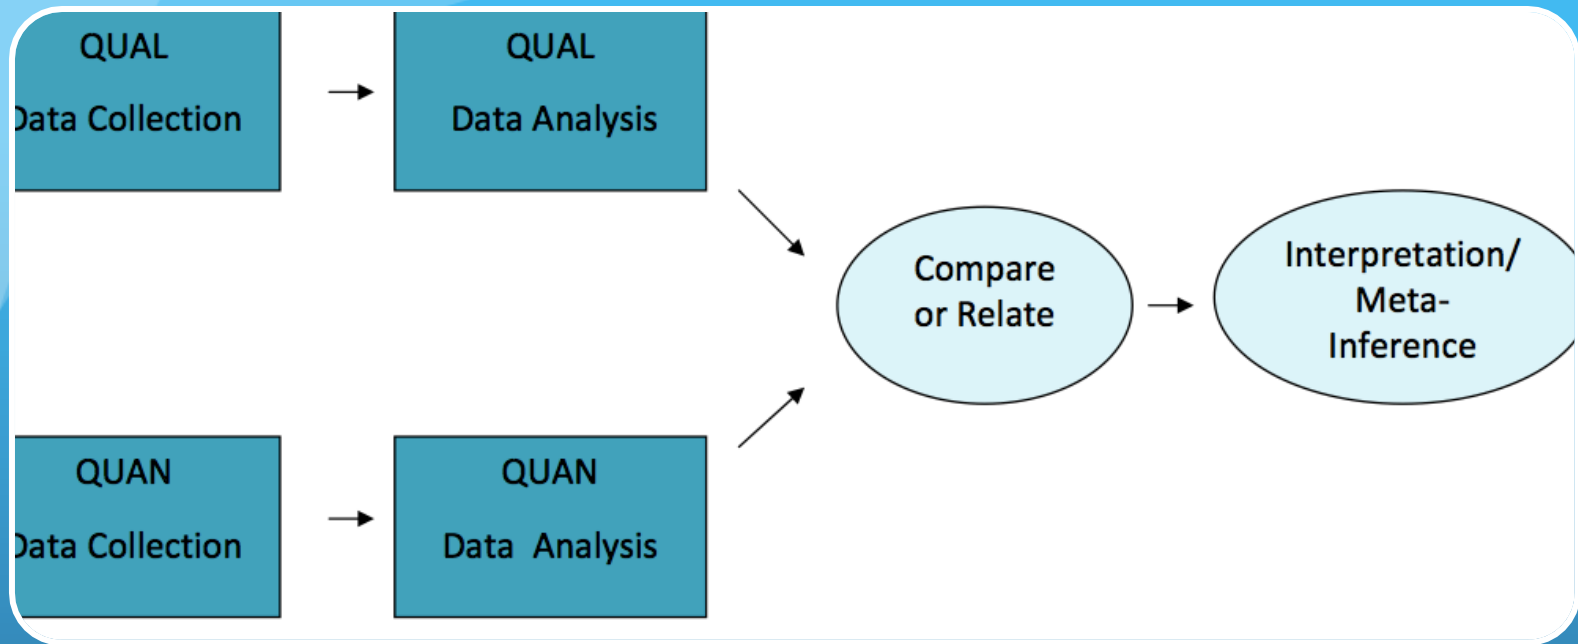 QUAL
Data Collection
QUAL
Data Analysis
Compare
or Relate
Interpretation/
Meta-
Inference
QUAN
Data Collection
QUAN
Data Analysis